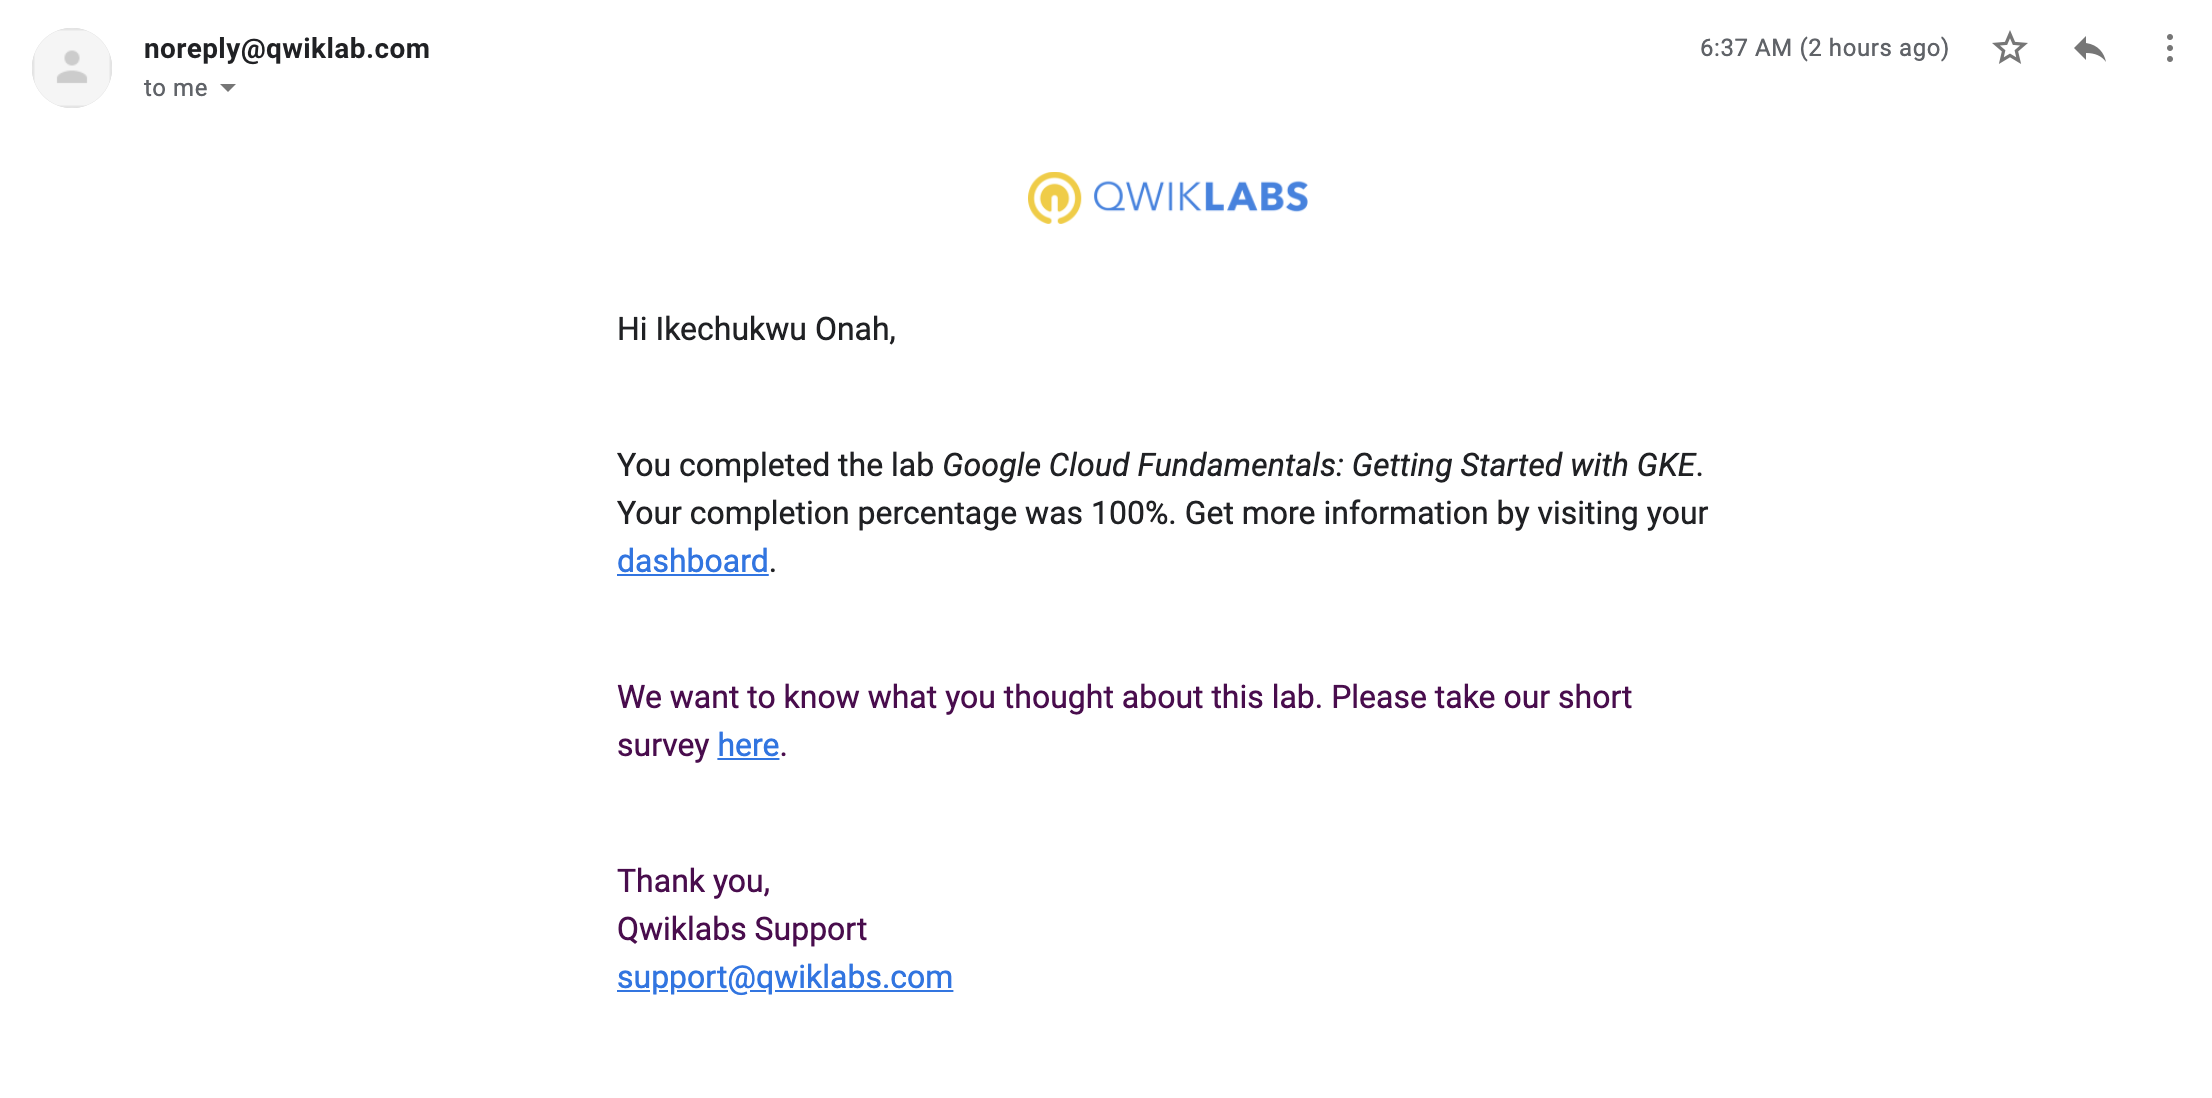 noreply@qwiklab.com
6:37 AM (2 hours ago)
to me
QWIKLABS
Hi Ikechukwu Onah,
You completed the lab Google Cloud Fundamentals: Getting Started with GKE.
Your completion percentage was 100%. Get more information by visiting your
dashboard.
We want to know what you thought about this lab. Please take our short
survey here.
Thank you,
Qwiklabs Support
support@qwiklabs.com